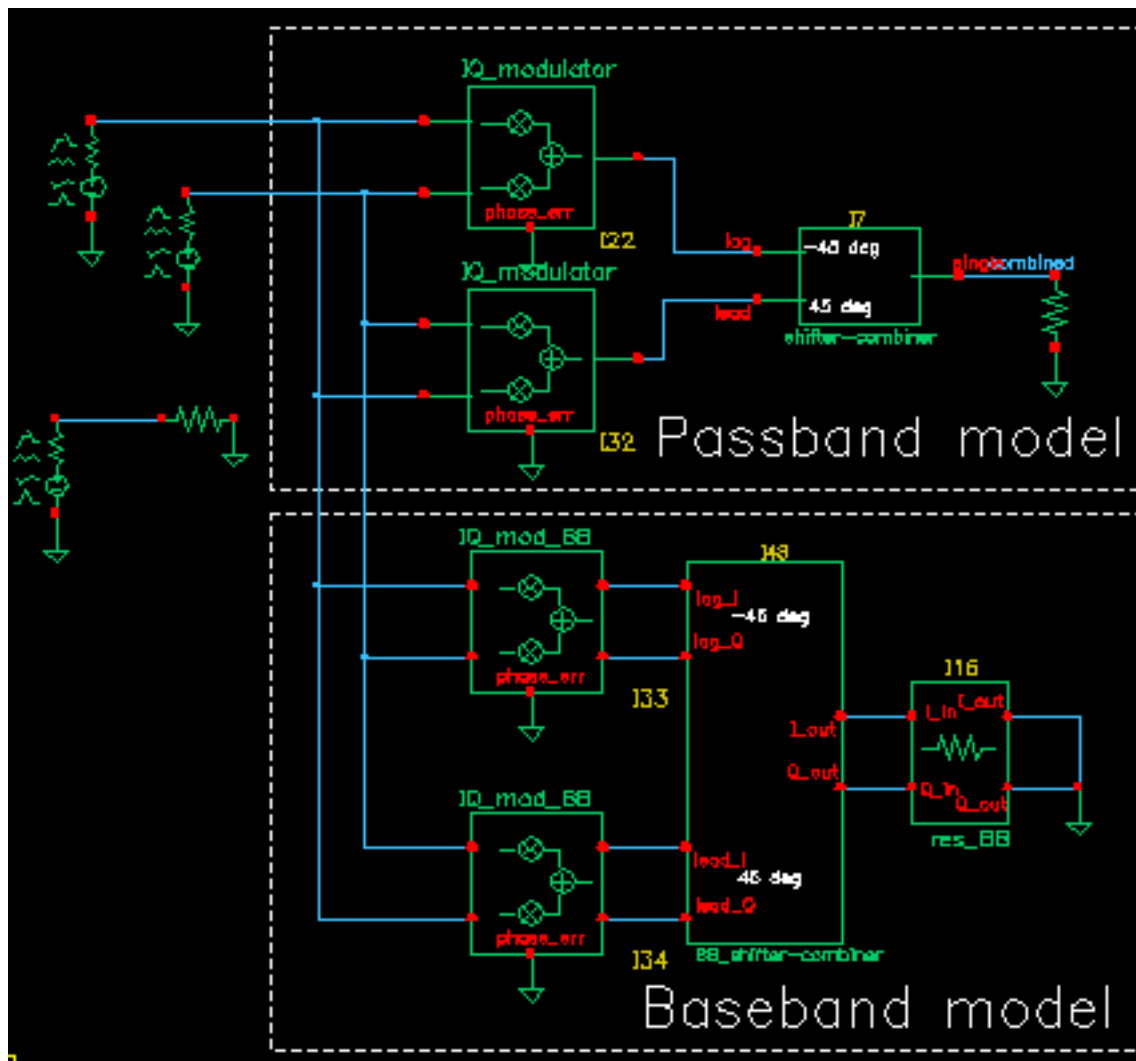 IQ_modulator
phase_err
I22
IQ_modulator
phase_err
I32
I7
lag
-45 deg
lead
45 deg
combined
shifter-combiner
Passband model
IQ_mod_BB
phase_err
I33
lag_I
-45 deg
lag_Q
I_out
Q_out
lead_I
45 deg
lead_Q
BB_shifter-combiner
I16
I_in I_out
Q_in Q_out
res_BB
IQ_mod_BB
phase_err
I34
Baseband model